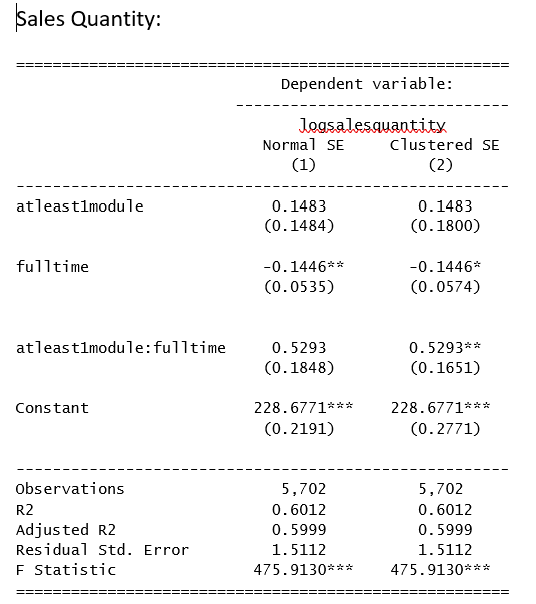 Sales Quantity:
=====================================================
Dependent variable:
-----------------------------
logsalesquantity
Normal SE Clustered SE
(1) (2)
-----------------------------------------------------
atleast1module 0.1483 0.1483
(0.1484) (0.1800)
fulltime -0.1446** -0.1446*
(0.0535) (0.0574)
atleast1module:fulltime 0.5293 0.5293**
(0.1848) (0.1651)
Constant 228.6771*** 228.6771***
(0.2191) (0.2771)
-----------------------------------------------------
Observations 5,702 5,702
R2 0.6012 0.6012
Adjusted R2 0.5999 0.5999
Residual Std. Error 1.5112 1.5112
F Statistic 475.9130*** 475.9130***
=====================================================